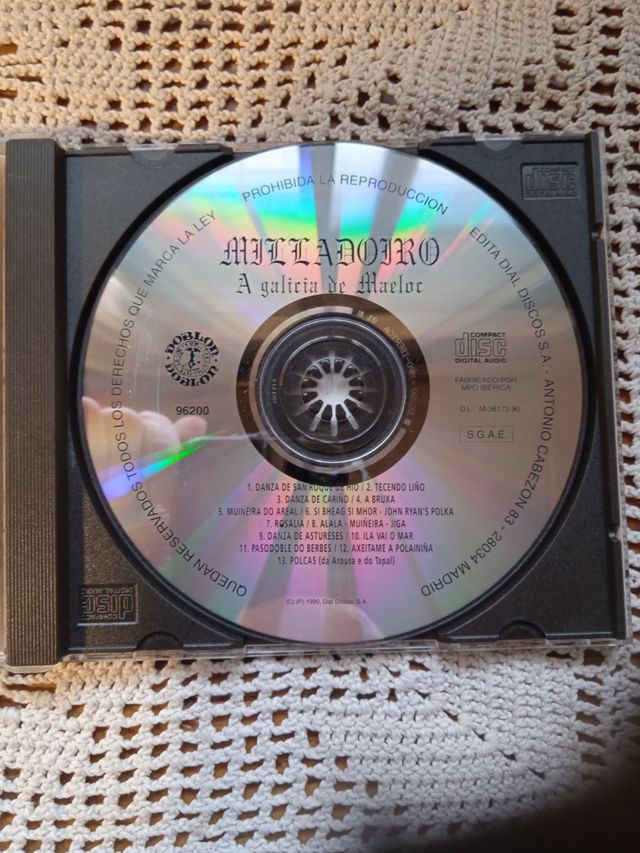 QUEDAN RESERVADOS TODOS LOS DERECHOS QUE MARCA LA LEY
PROHIBIDA LA REPRODUCCION
EDITA DIAL DISCOS S.A. - ANTONIO CABEZON 83 - 28034 MADRID
MILLADOIRO
A galicia de Maeloc
DOBLON
DOBLON
96200
COMPACT
disc
DIGITAL AUDIO
FABRICADO POR
MPO IBERICA
D.L.: M-38173-90
S.G.A.E.
1. DANZA DE SAN ROQUE DE HIO / 2. TECENDO LIÑO
3. DANZA DE CARIÑO / 4. A BRUXA
5. MUIÑEIRA DO AREAL / 6. SI BHEAG SI MHOR - JOHN RYAN'S POLKA
7. ROSALIA / 8. ALALA - MUIÑEIRA - JIGA
9. DANZA DE ASTURESES / 10. ILA VAI O MAR
11. PASODOBLE DO BERBES / 12. AXEITAME A POLAINIÑA
13. POLCAS (da Arousa e do Tapal)
(C) (P) 1990, Dial Discos, S.A.
COMPACT
disc
DIGITAL AUDIO
disc